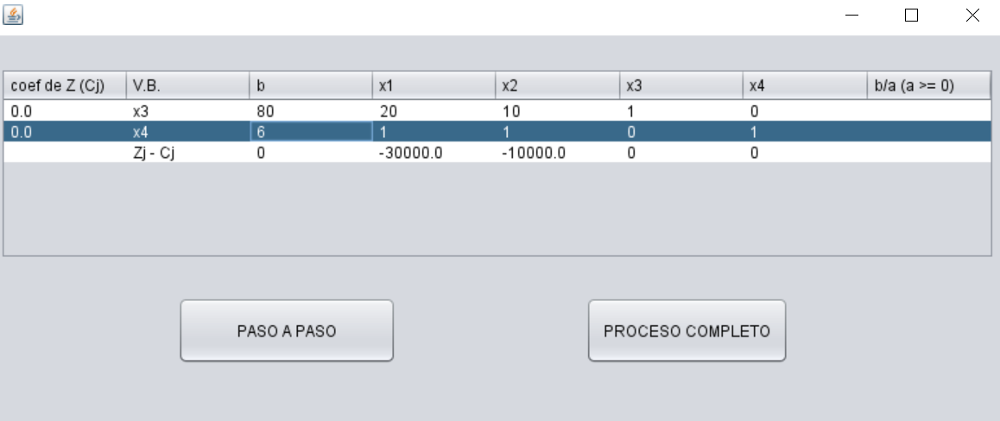 coef de Z (Cj) V.B. b x1 x2 x3 x4 b/a (a >= 0)
0.0 x3 80 20 10 1 0
0.0 x4 6 1 1 0 1
Zj - Cj 0 -30000.0 -10000.0 0 0
PASO A PASO PROCESO COMPLETO